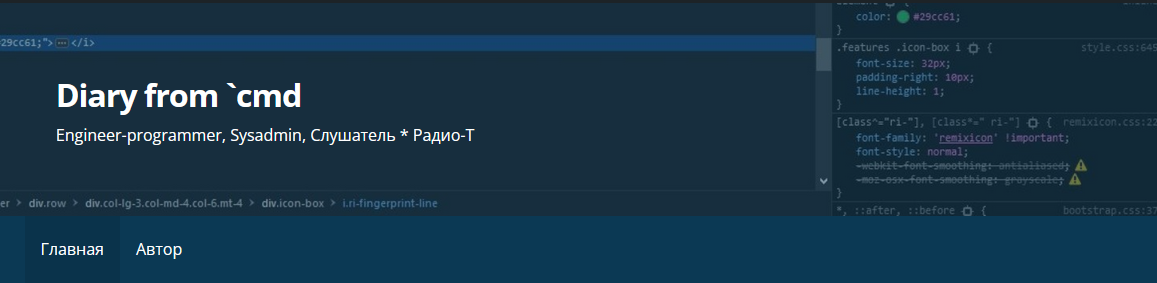 color: #29cc61;
}
#29cc61;"> ⋯ </i>
.features .icon-box i {
font-size: 32px;
padding-right: 10px;
line-height: 1;
}
Diary from `cmd
Engineer-programmer, Sysadmin, Слушатель * Радио-Т
[class^="ri-"], [class*=" ri-"] { remixicon.css:22
font-family: 'remixicon' !important;
font-style: normal;
-webkit-font-smoothing: antialiased;
-moz-osx-font-smoothing: grayscale;
}
er > div.row > div.col-lg-3.col-md-4.col-6.mt-4 > div.icon-box > i.ri-fingerprint-line
*, ::after, ::before { bootstrap.css:37
Главная Автор